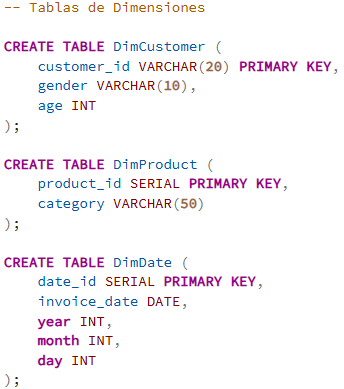 -- Tablas de Dimensiones
CREATE TABLE DimCustomer (
customer_id VARCHAR(20) PRIMARY KEY,
gender VARCHAR(10),
age INT
);
CREATE TABLE DimProduct (
product_id SERIAL PRIMARY KEY,
category VARCHAR(50)
);
CREATE TABLE DimDate (
date_id SERIAL PRIMARY KEY,
invoice_date DATE,
year INT,
month INT,
day INT
);